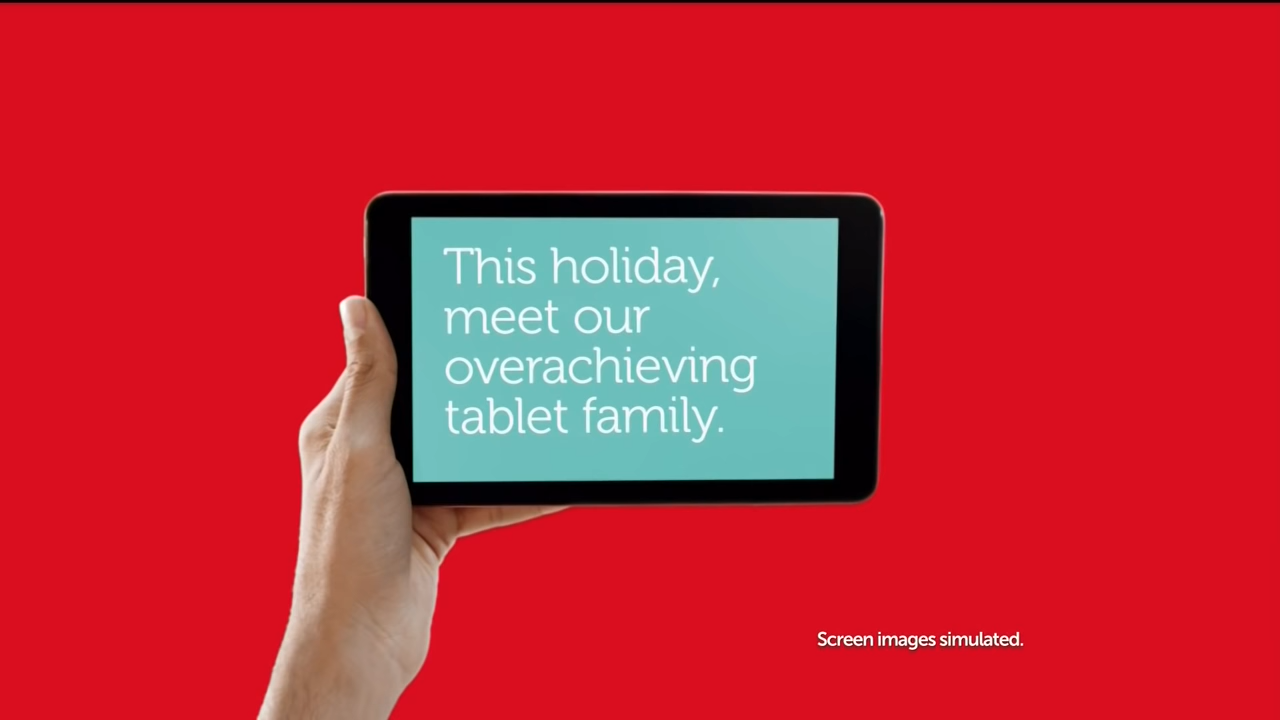 This holiday,
meet our
overachieving
tablet family.
Screen images simulated.